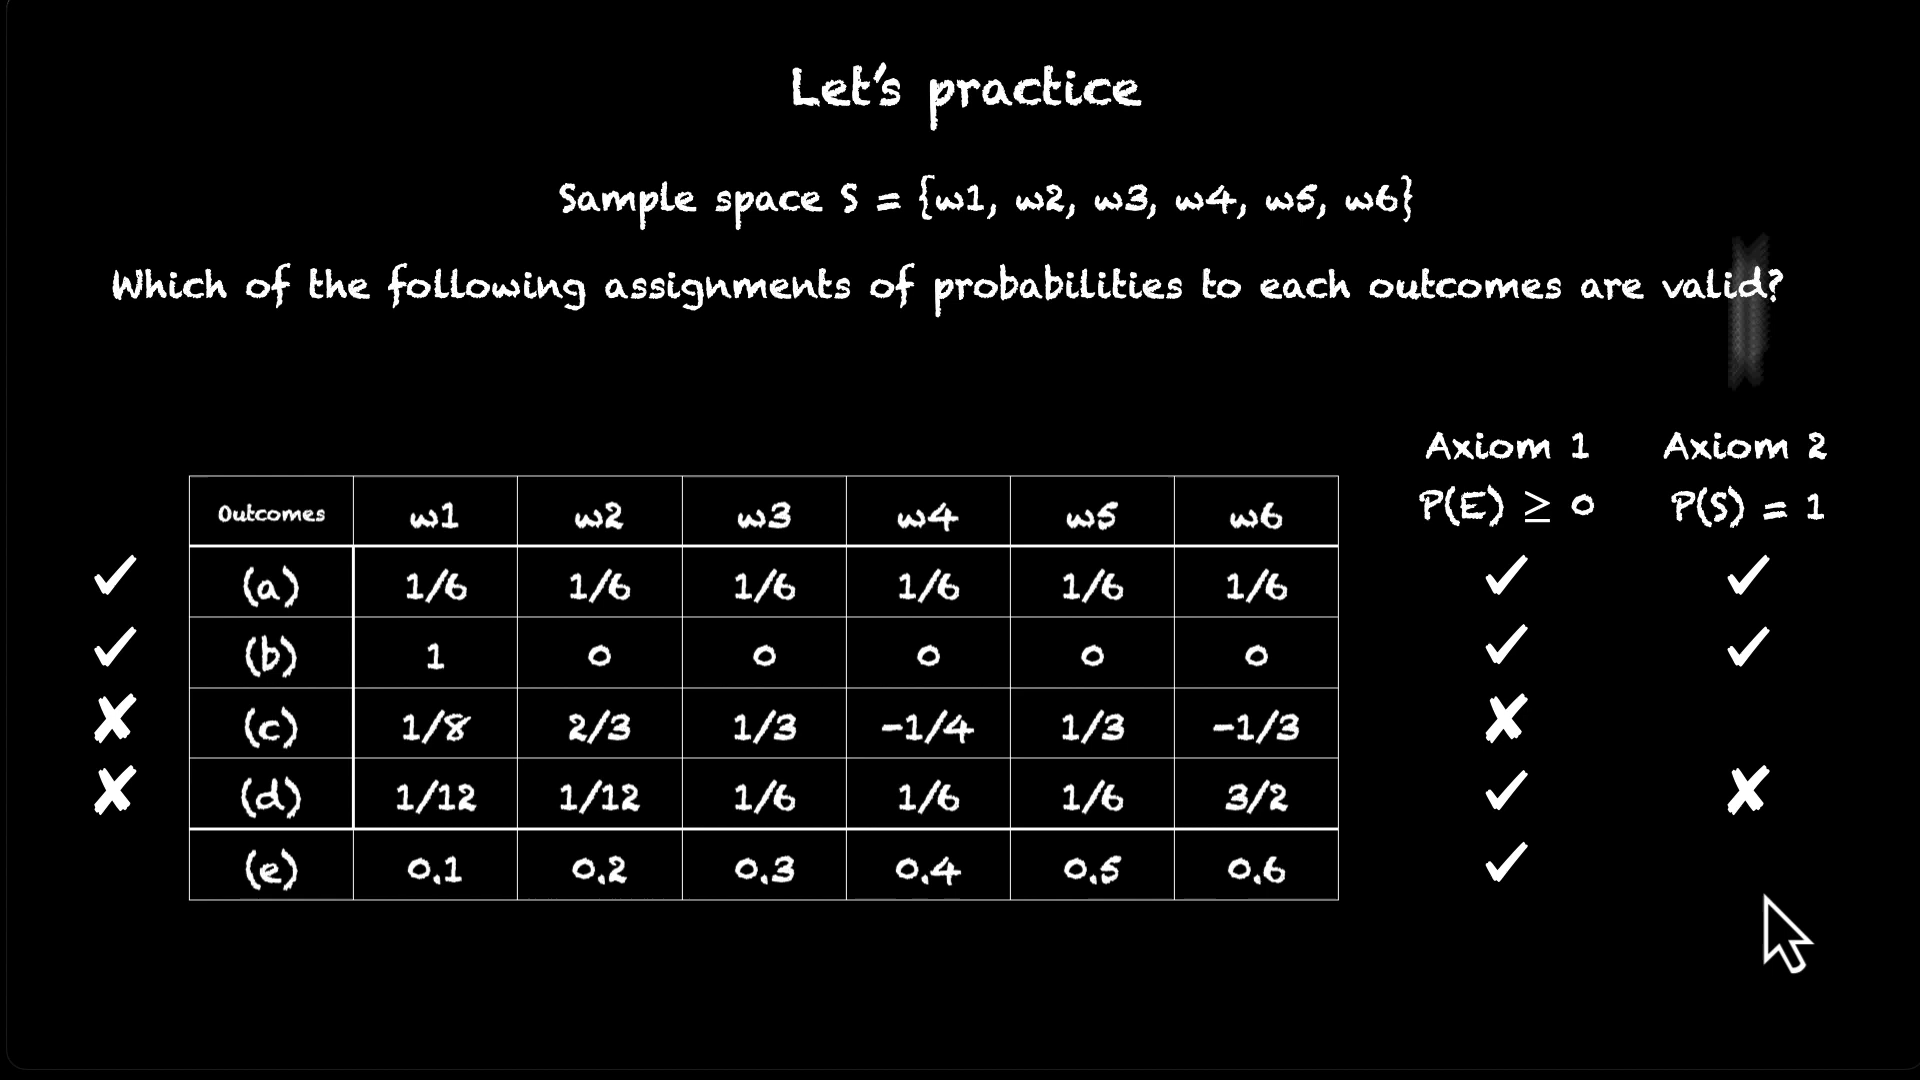 Let's practice
Sample space S = {w1, w2, w3, w4, w5, w6}
Which of the following assignments of probabilities to each outcomes are valid?
Axiom 1 Axiom 2
P(E) ≥ 0 P(S) = 1
Outcomes w1 w2 w3 w4 w5 w6
✓ (a) 1/6 1/6 1/6 1/6 1/6 1/6 ✓ ✓
✓ (b) 1 0 0 0 0 0 ✓ ✓
✘ (c) 1/8 2/3 1/3 -1/4 1/3 -1/3 ✘
✘ (d) 1/12 1/12 1/6 1/6 1/6 3/2 ✓ ✘
(e) 0.1 0.2 0.3 0.4 0.5 0.6 ✓